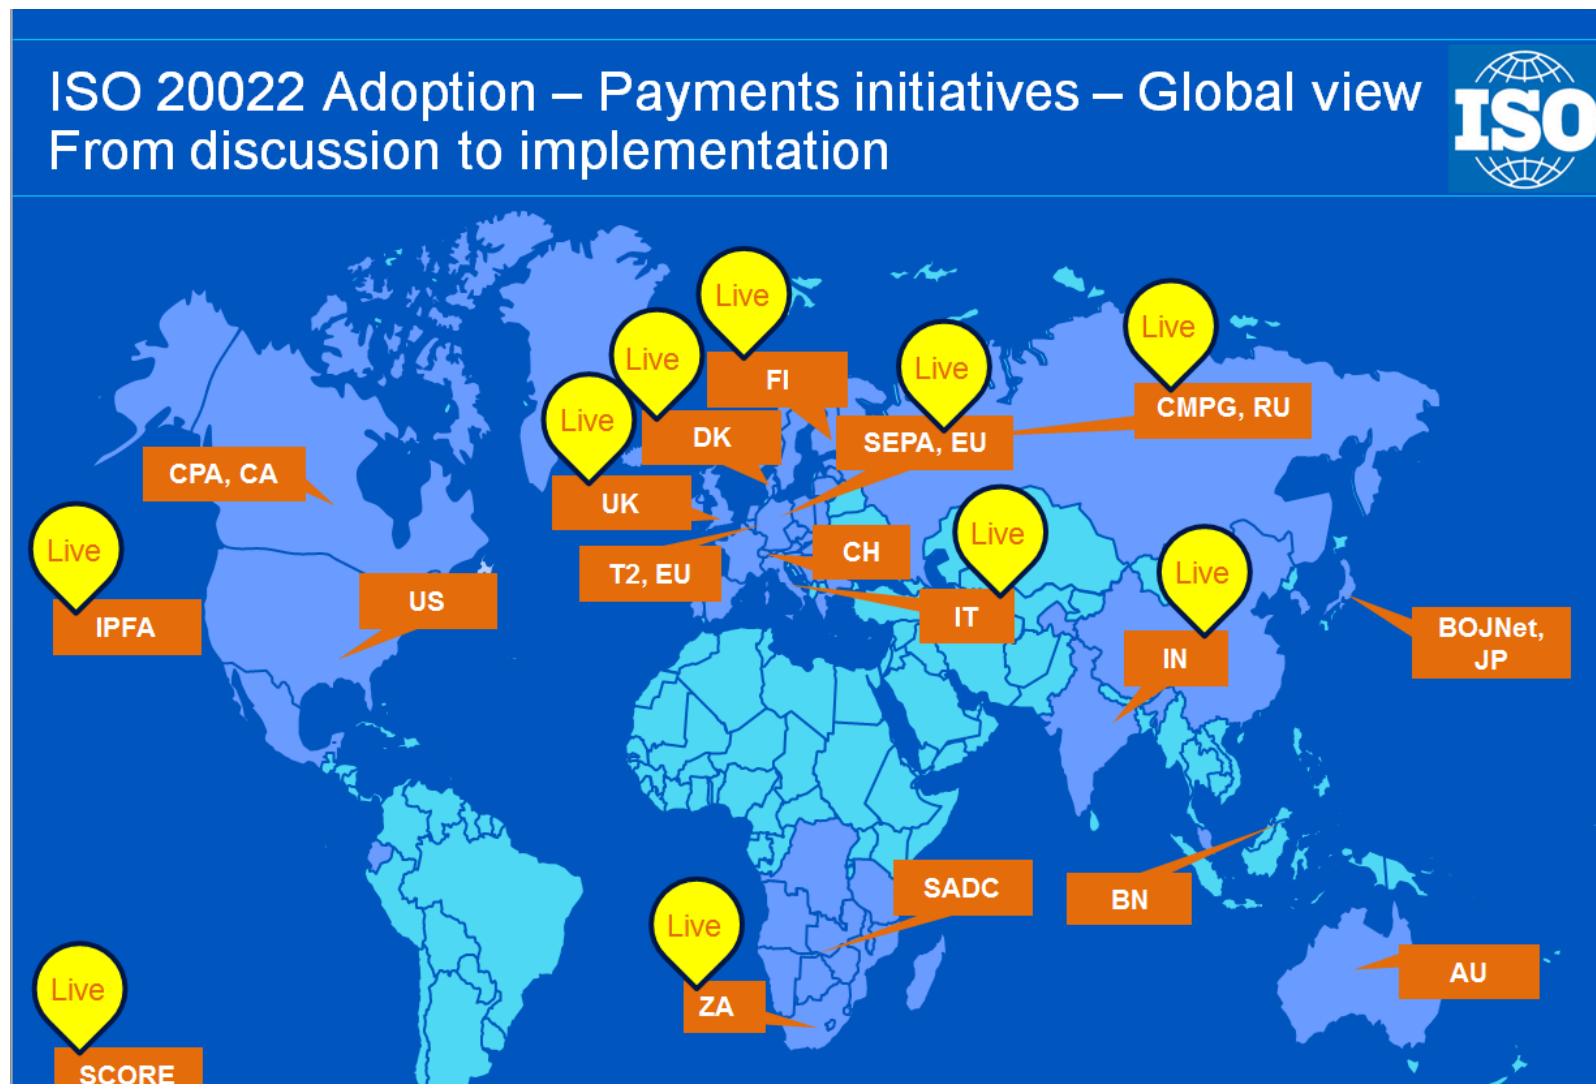 ISO 20022 Adoption – Payments initiatives – Global view
From discussion to implementation
ISO
Live
FI
Live
DK
Live
UK
Live
SEPA, EU
Live
CMPG, RU
CPA, CA
Live
IPFA
US
T2, EU
CH
Live
IT
Live
IN
BOJNet,
JP
SADC
BN
Live
ZA
AU
Live
SCORE